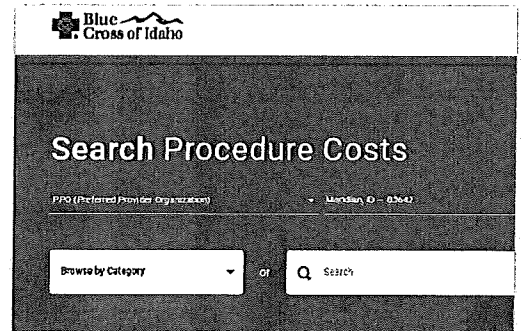 Blue
Cross of Idaho
Search Procedure Costs
PPO (Preferred Provider Organization)
Meridian, ID – 83642
Browse by Category
or
Search